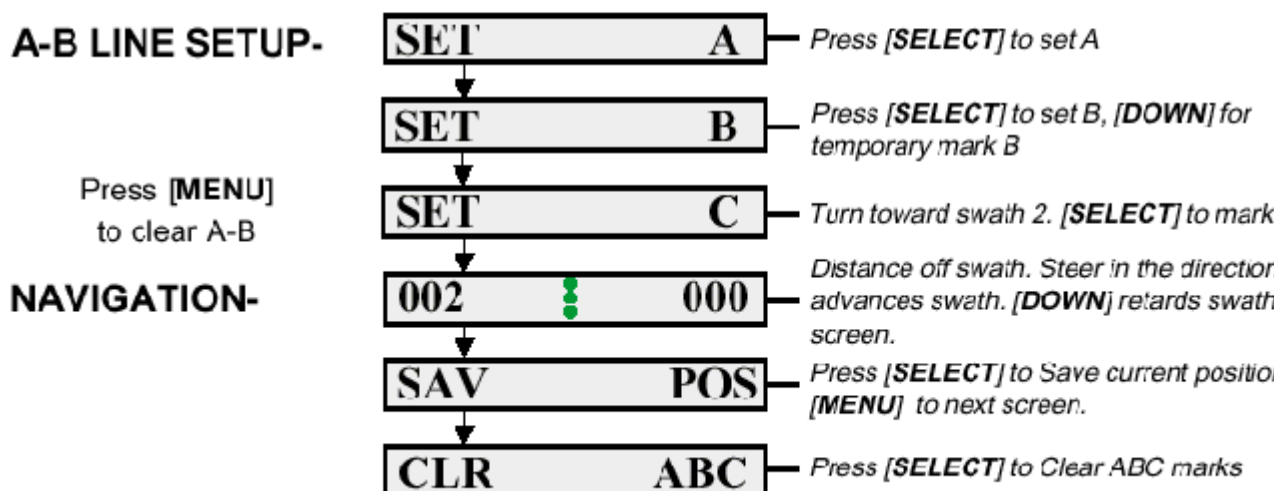 A-B LINE SETUP-
SET A
Press [SELECT] to set A
SET B
Press [SELECT] to set B, [DOWN] for
temporary mark B
Press [MENU]
to clear A-B
SET C
Turn toward swath 2. [SELECT] to mark
NAVIGATION-
002 000
Distance off swath. Steer in the direction
advances swath. [DOWN] retards swath
screen.
SAV POS
Press [SELECT] to Save current position
[MENU] to next screen.
CLR ABC
Press [SELECT] to Clear ABC marks